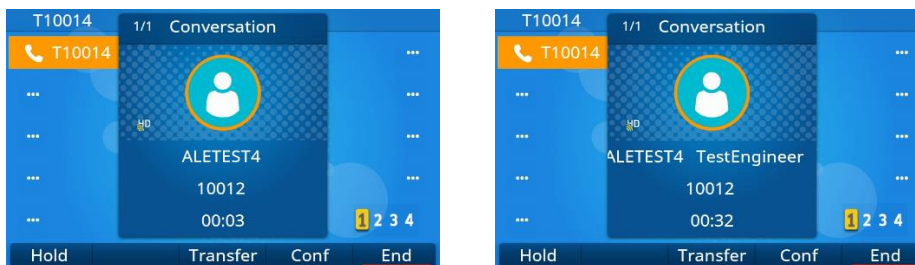 T10014
1/1 Conversation
T10014
HD
ALETEST4
10012
00:03
1 2 3 4
Hold Transfer Conf End
T10014
1/1 Conversation
T10014
HD
ALETEST4 TestEngineer
10012
00:32
1 2 3 4
Hold Transfer Conf End